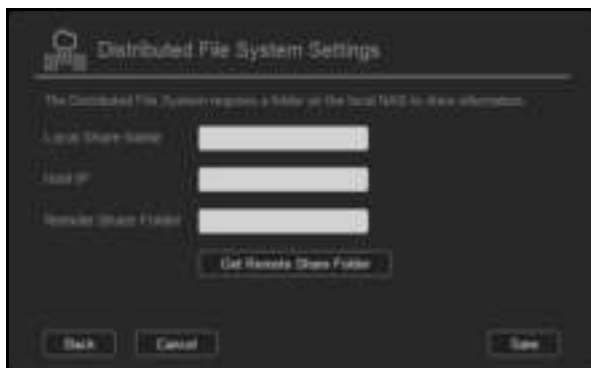 Distributed File System Settings
The Distributed File System requires a folder on the local NAS to store information.
Local Share Name
Host IP
Remote Share Folder
Get Remote Share Folder
Back Cancel Save